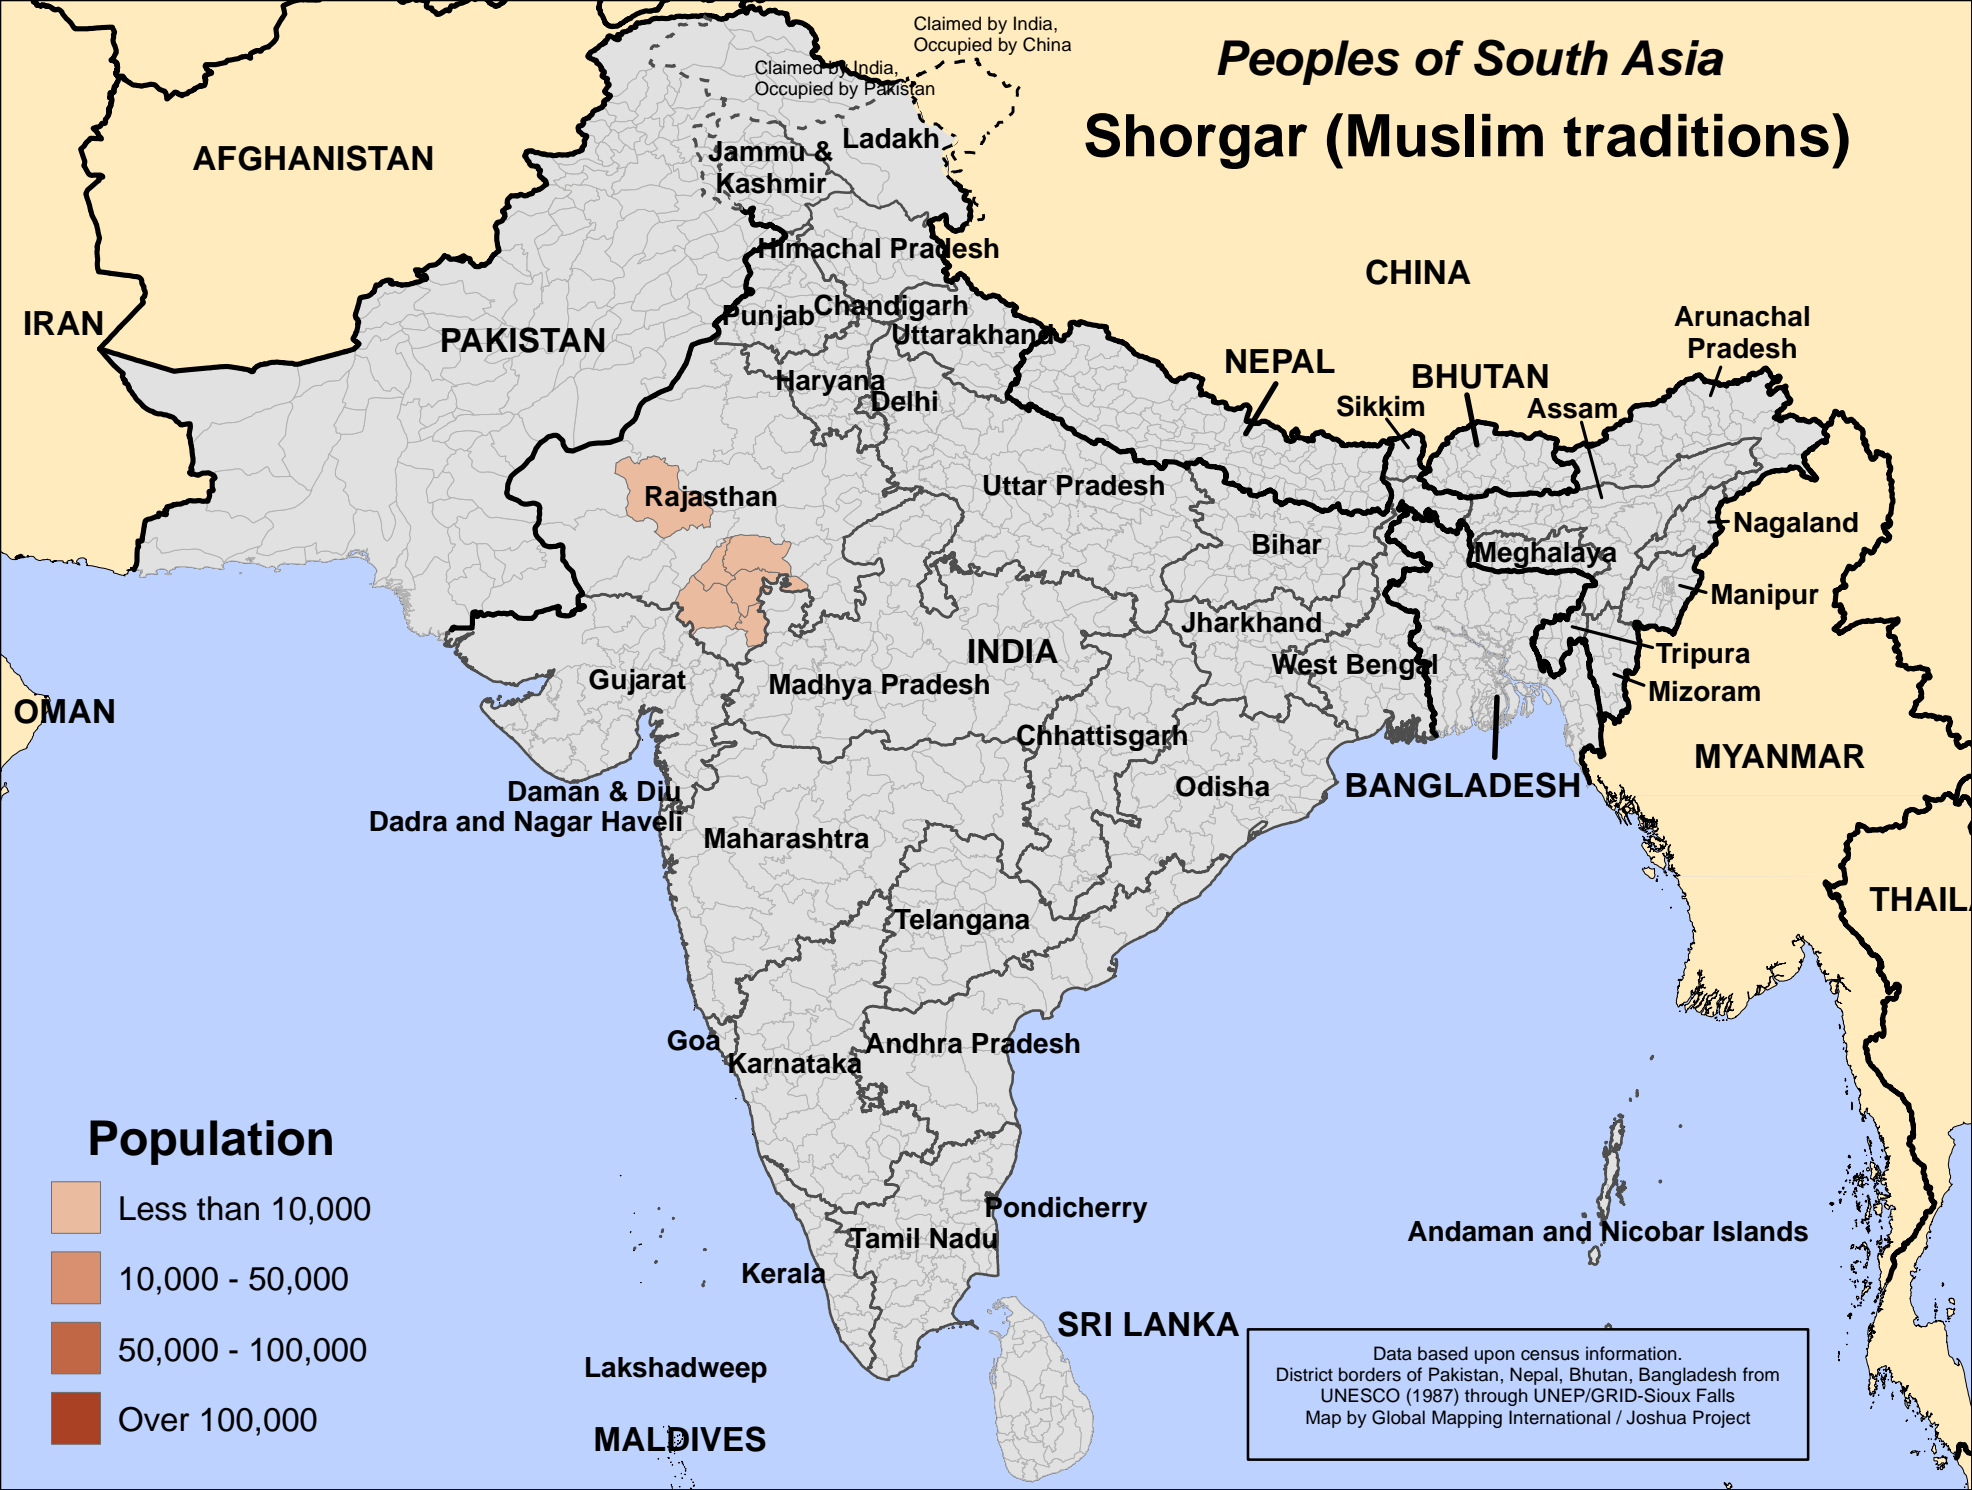 Claimed by India,
Occupied by China
Peoples of South Asia
Claimed by India,
Occupied by Pakistan
Shorgar (Muslim traditions)
Ladakh
Jammu &
Kashmir
AFGHANISTAN
Himachal Pradesh
CHINA
Chandigarh
Punjab
IRAN
Arunachal
Pradesh
PAKISTAN
Uttarakhand
NEPAL
BHUTAN
Haryana
Delhi
Sikkim
Assam
Rajasthan
Uttar Pradesh
Nagaland
Bihar
Meghalaya
Manipur
Jharkhand
INDIA
Tripura
West Bengal
Gujarat
Madhya Pradesh
Mizoram
OMAN
Chhattisgarh
MYANMAR
Odisha
BANGLADESH
Daman & Diu
Dadra and Nagar Haveli
Maharashtra
THAILA
Telangana
Goa
Andhra Pradesh
Karnataka
Population
Less than 10,000
10,000 - 50,000
50,000 - 100,000
Over 100,000
Pondicherry
Tamil Nadu
Andaman and Nicobar Islands
Kerala
SRI LANKA
Lakshadweep
MALDIVES
Data based upon census information.
District borders of Pakistan, Nepal, Bhutan, Bangladesh from
UNESCO (1987) through UNEP/GRID-Sioux Falls
Map by Global Mapping International / Joshua Project